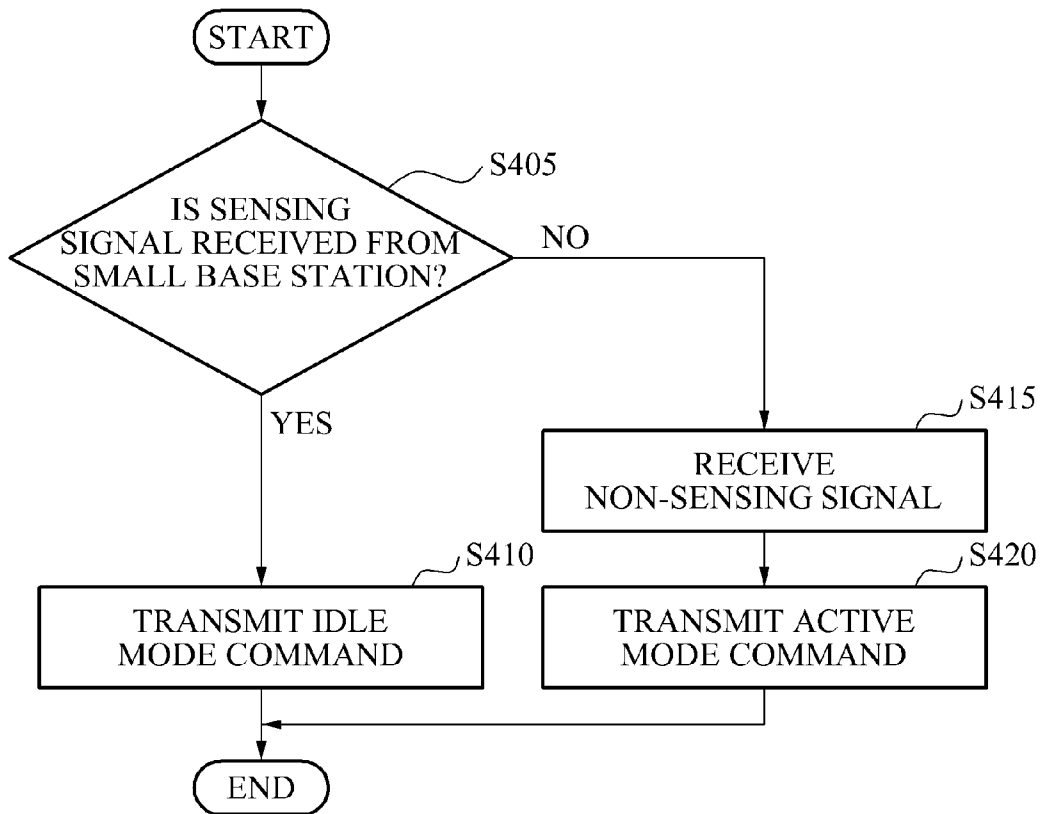 START
S405
IS SENSING
SIGNAL RECEIVED FROM
SMALL BASE STATION?
NO
YES
S415
RECEIVE
NON-SENSING SIGNAL
S410
TRANSMIT IDLE
MODE COMMAND
S420
TRANSMIT ACTIVE
MODE COMMAND
END